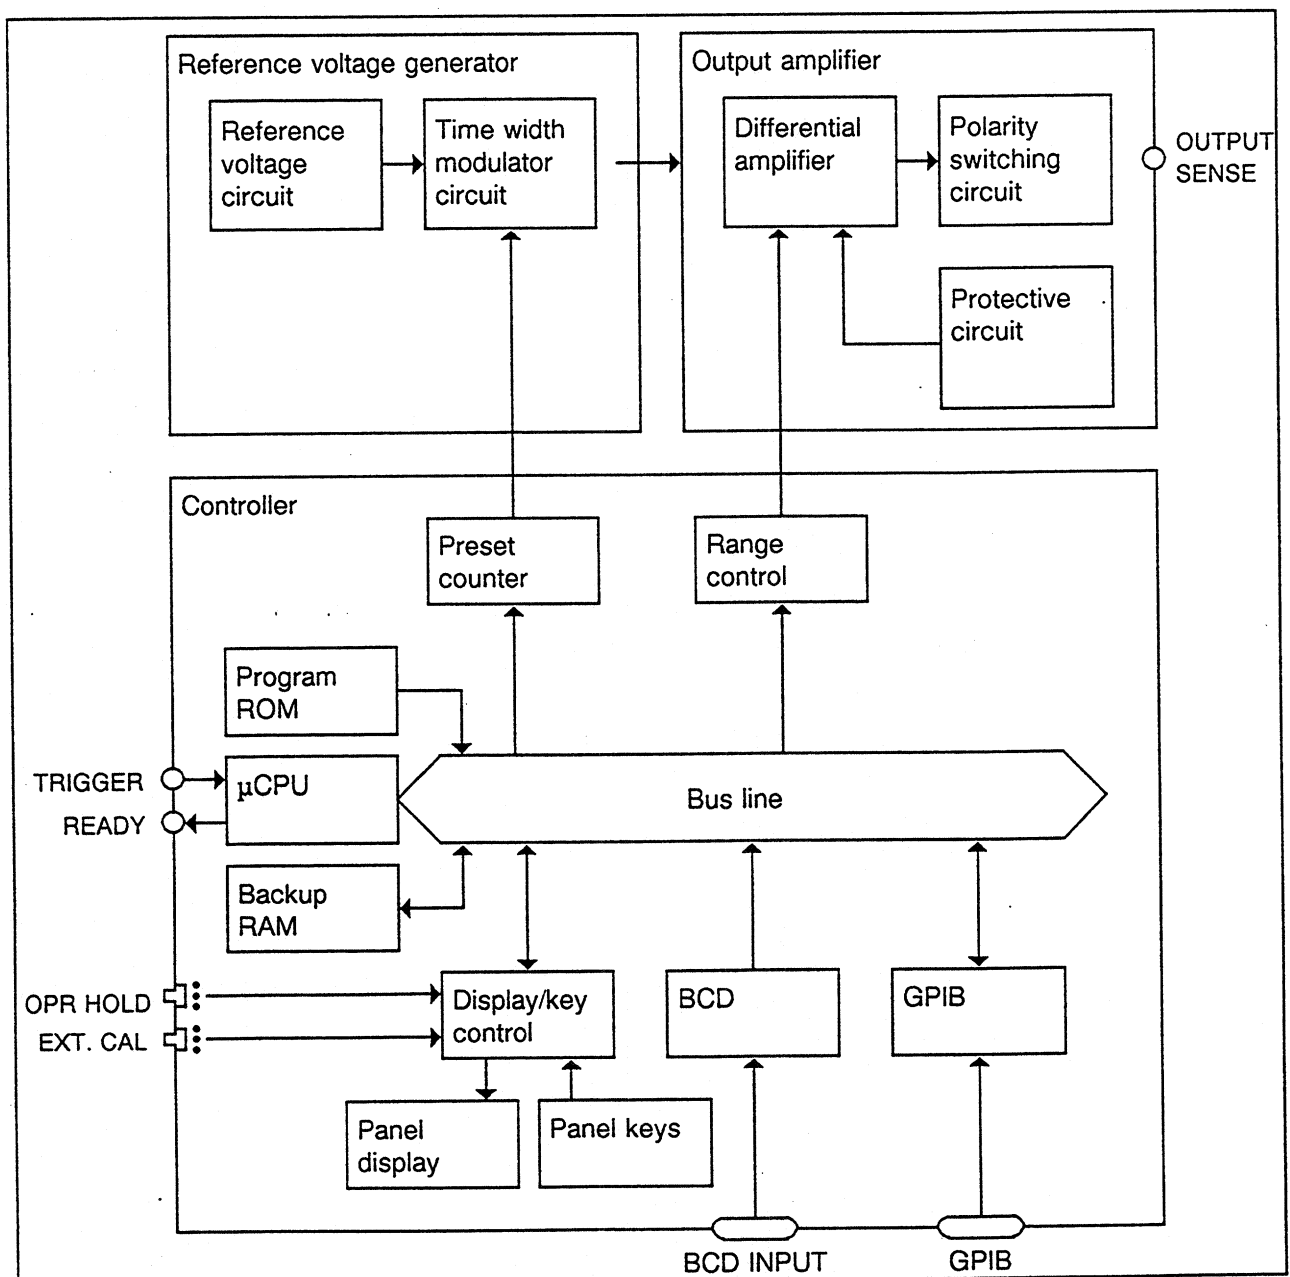 Reference voltage generator
Reference
voltage
circuit
Time width
modulator
circuit
Output amplifier
Differential
amplifier
Polarity
switching
circuit
Protective
circuit
OUTPUT
SENSE
Controller
Preset
counter
Range
control
Program
ROM
TRIGGER
READY
µCPU
Bus line
Backup
RAM
OPR HOLD
EXT. CAL
Display/key
control
BCD
GPIB
Panel
display
Panel keys
BCD INPUT
GPIB